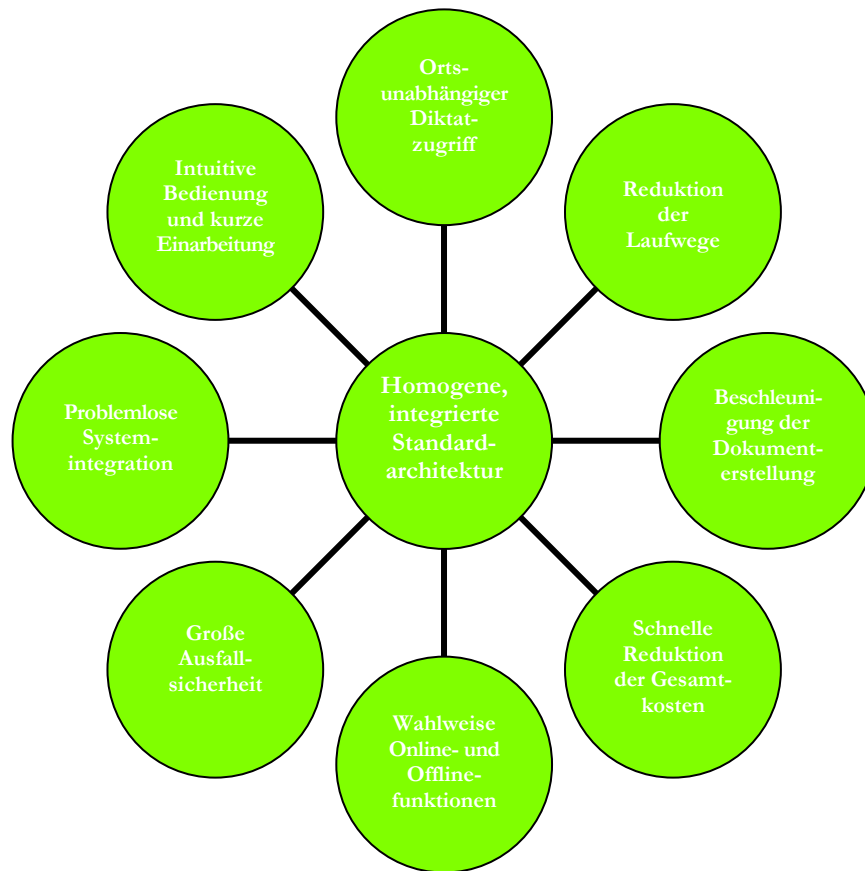 Orts-
unabhängiger
Diktat-
zugriff
Reduktion
der
Laufwege
Beschleuni-
gung der
Dokument-
erstellung
Schnelle
Reduktion
der Gesamt-
kosten
Wahlweise
Online- und
Offline-
funktionen
Große
Ausfall-
sicherheit
Problemlose
System-
integration
Intuitive
Bedienung
und kurze
Einarbeitung
Homogene,
integrierte
Standard-
architektur